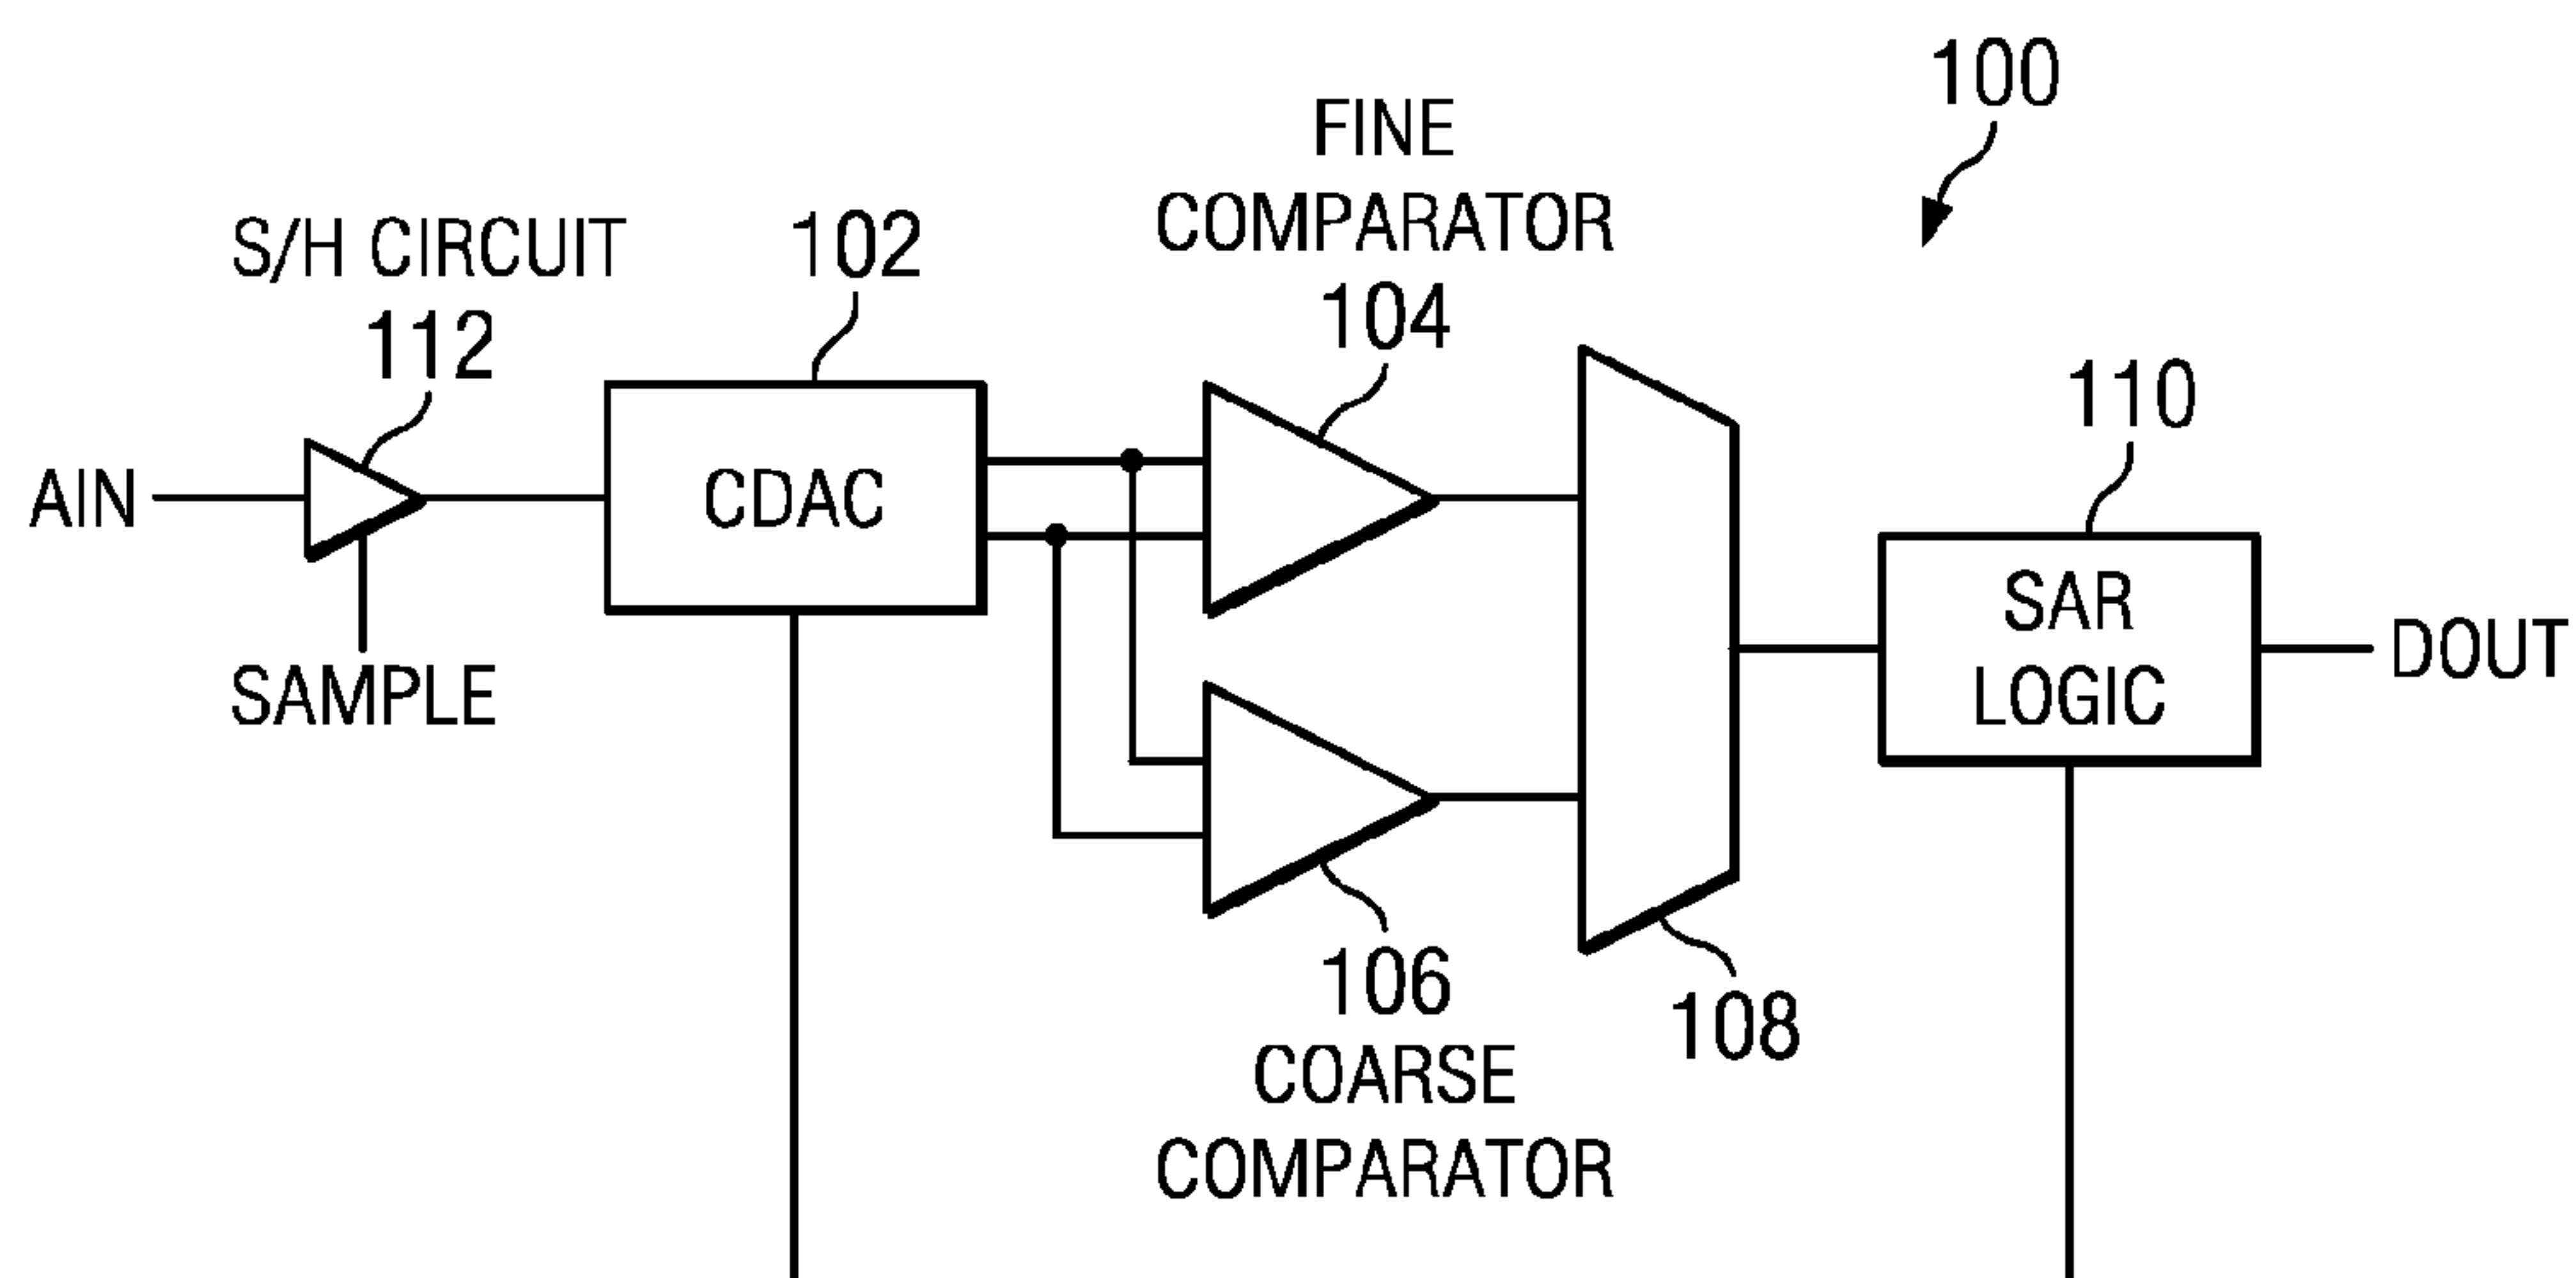 100
FINE
COMPARATOR
104
S/H CIRCUIT
112
102
110
AIN
CDAC
SAR
LOGIC
DOUT
SAMPLE
106
COARSE
COMPARATOR
108